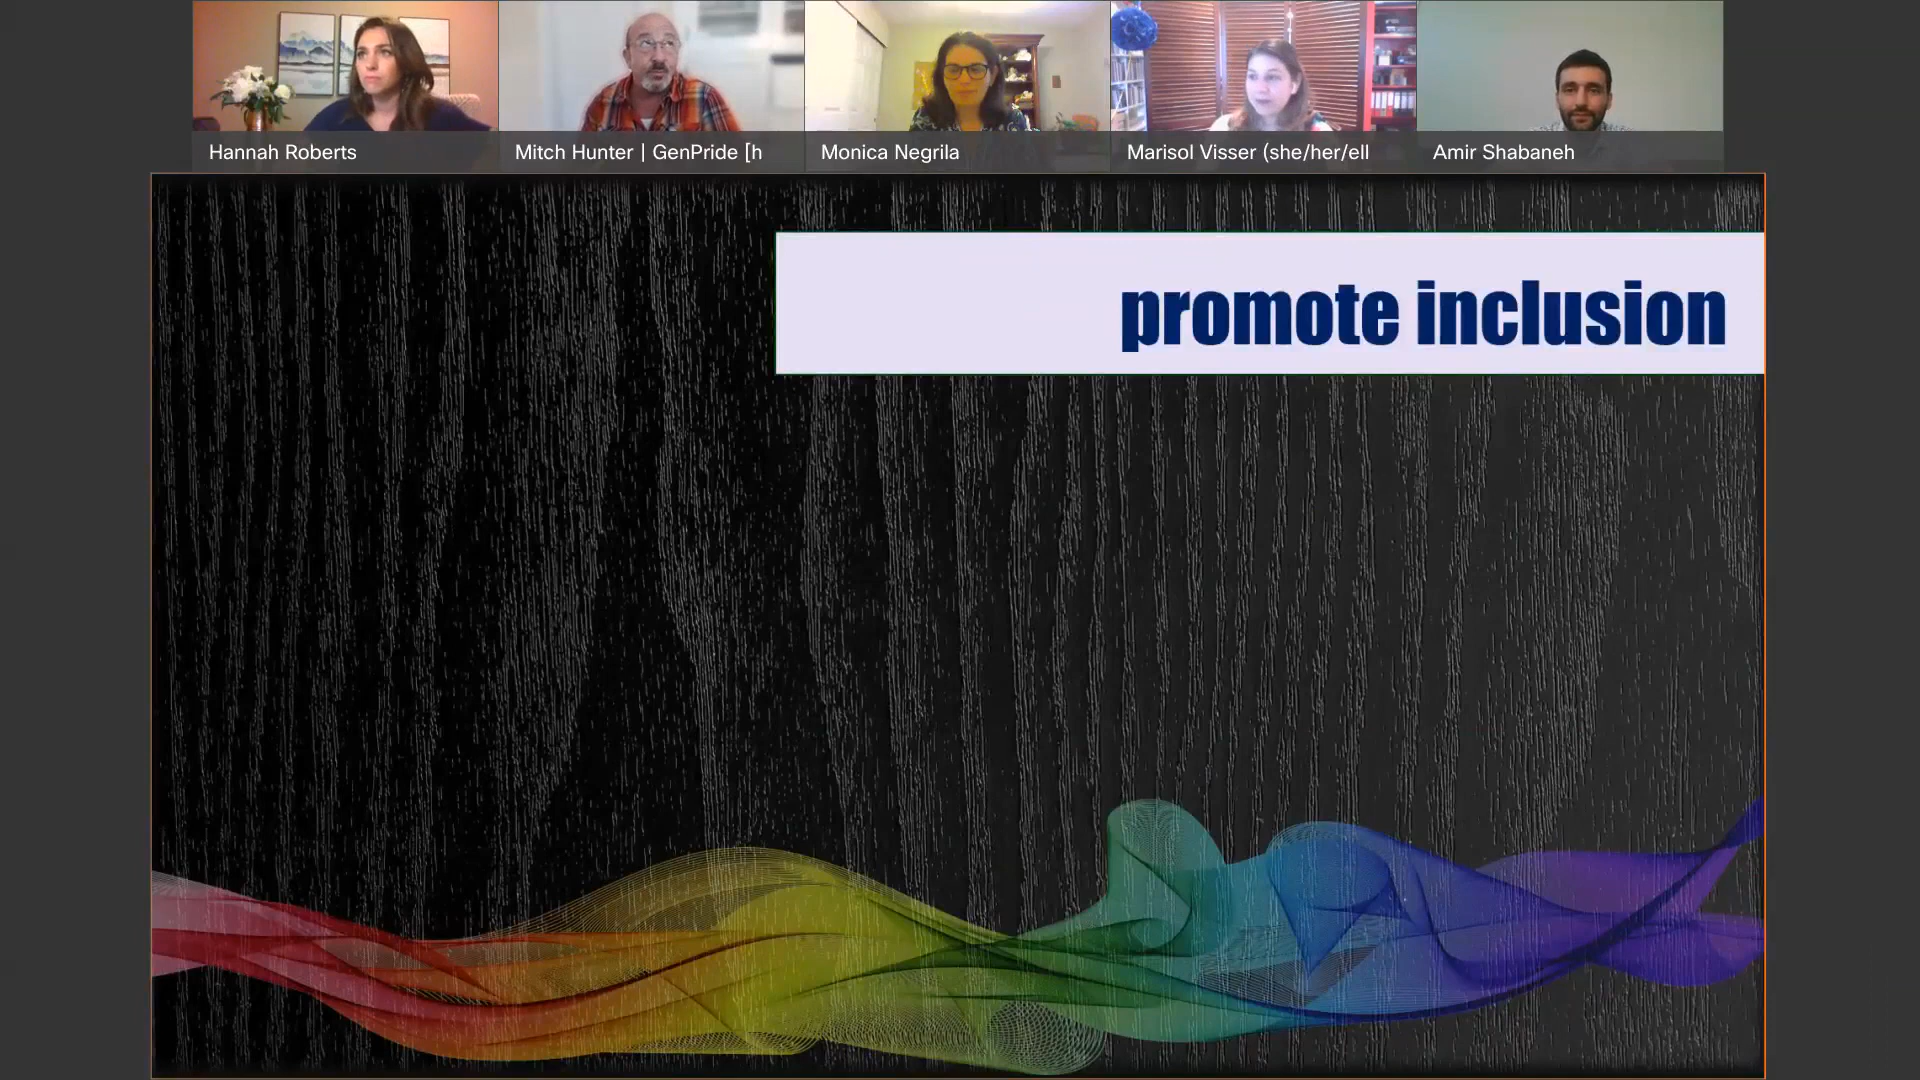 Hannah Roberts
Mitch Hunter | GenPride [h
Monica Negrila
Marisol Visser (she/her/ell
Amir Shabaneh
promote inclusion